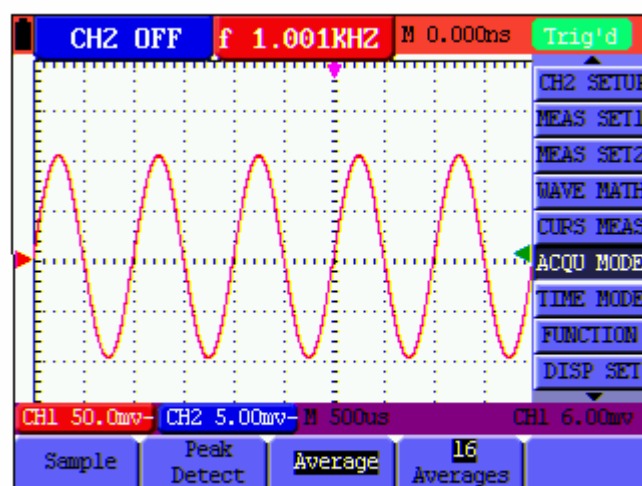 CH2 OFF f 1.001KHZ M 0.000ns Trig'd
CH2 SETUP
MEAS SET1
MEAS SET2
WAVE MATH
CURS MEAS
ACQU MODE
TIME MODE
FUNCTION
DISP SET
CH1 50.0mv- CH2 5.00mv- M 500us CH1 6.00mv
Sample
Peak
Detect
Average
16
Averages